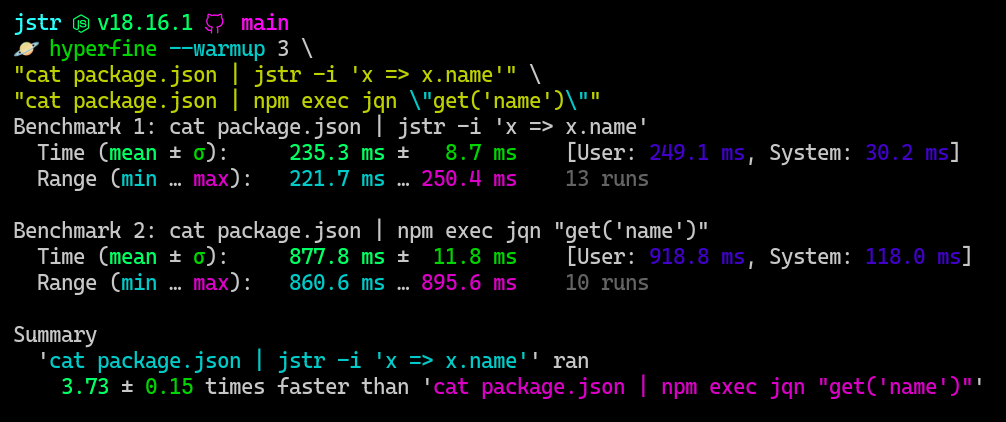 jstr v18.16.1 main
hyperfine --warmup 3 \
"cat package.json | jstr -i 'x => x.name'" \
"cat package.json | npm exec jqn \"get('name')\""
Benchmark 1: cat package.json | jstr -i 'x => x.name'
  Time (mean ± σ):     235.3 ms ±   8.7 ms    [User: 249.1 ms, System: 30.2 ms]
  Range (min … max):   221.7 ms … 250.4 ms    13 runs

Benchmark 2: cat package.json | npm exec jqn "get('name')"
  Time (mean ± σ):     877.8 ms ±  11.8 ms    [User: 918.8 ms, System: 118.0 ms]
  Range (min … max):   860.6 ms … 895.6 ms    10 runs

Summary
  'cat package.json | jstr -i 'x => x.name'' ran
    3.73 ± 0.15 times faster than 'cat package.json | npm exec jqn "get('name')"'